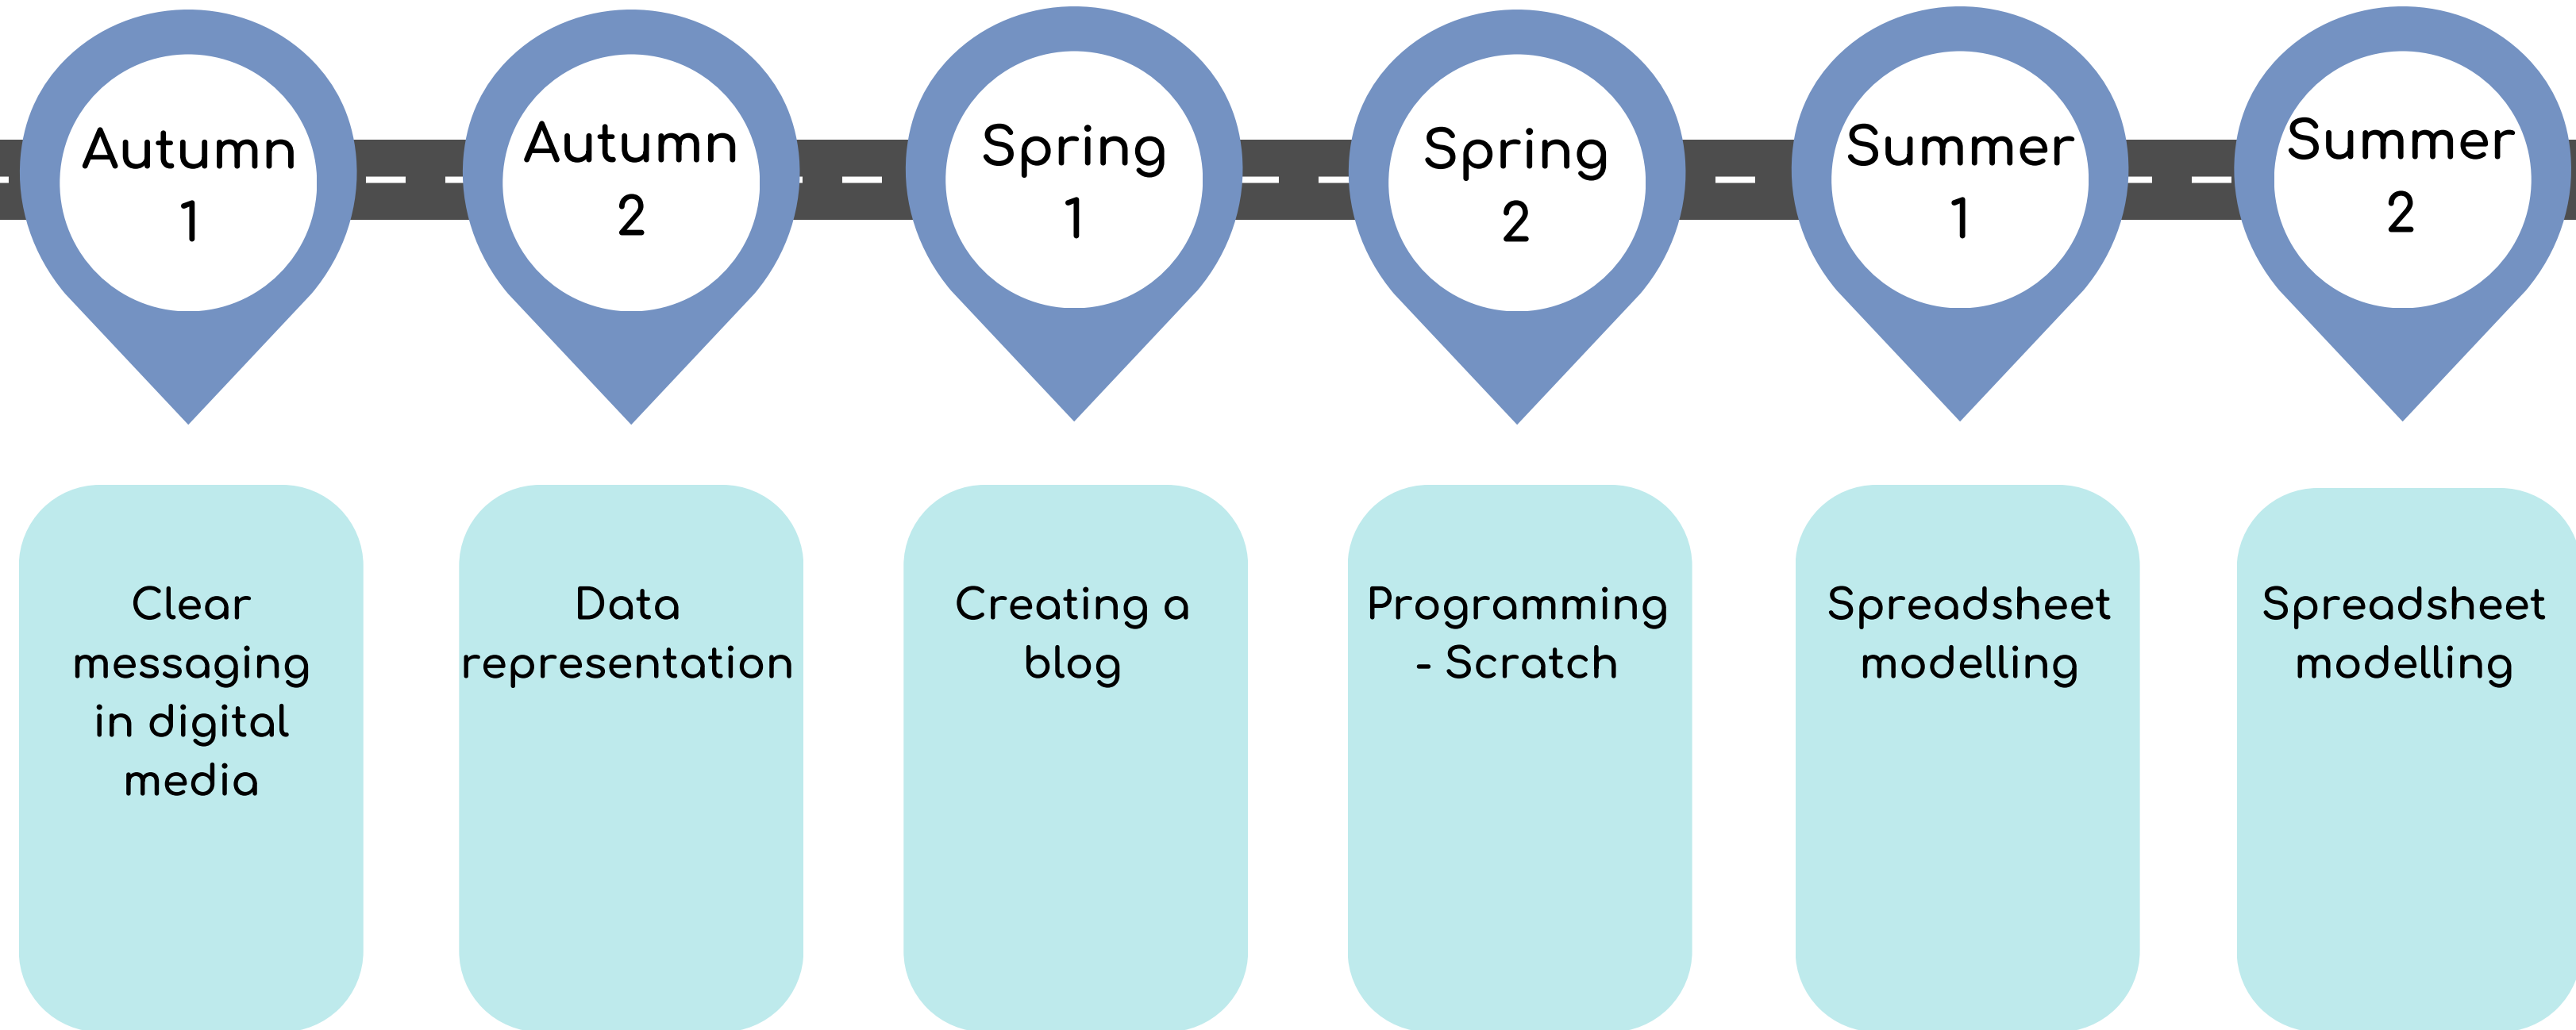 Autumn
1
Autumn
2
Spring
1
Spring
2
Summer
1
Summer
2
Clear
messaging
in digital
media
Data
representation
Creating a
blog
Programming
- Scratch
Spreadsheet
modelling
Spreadsheet
modelling